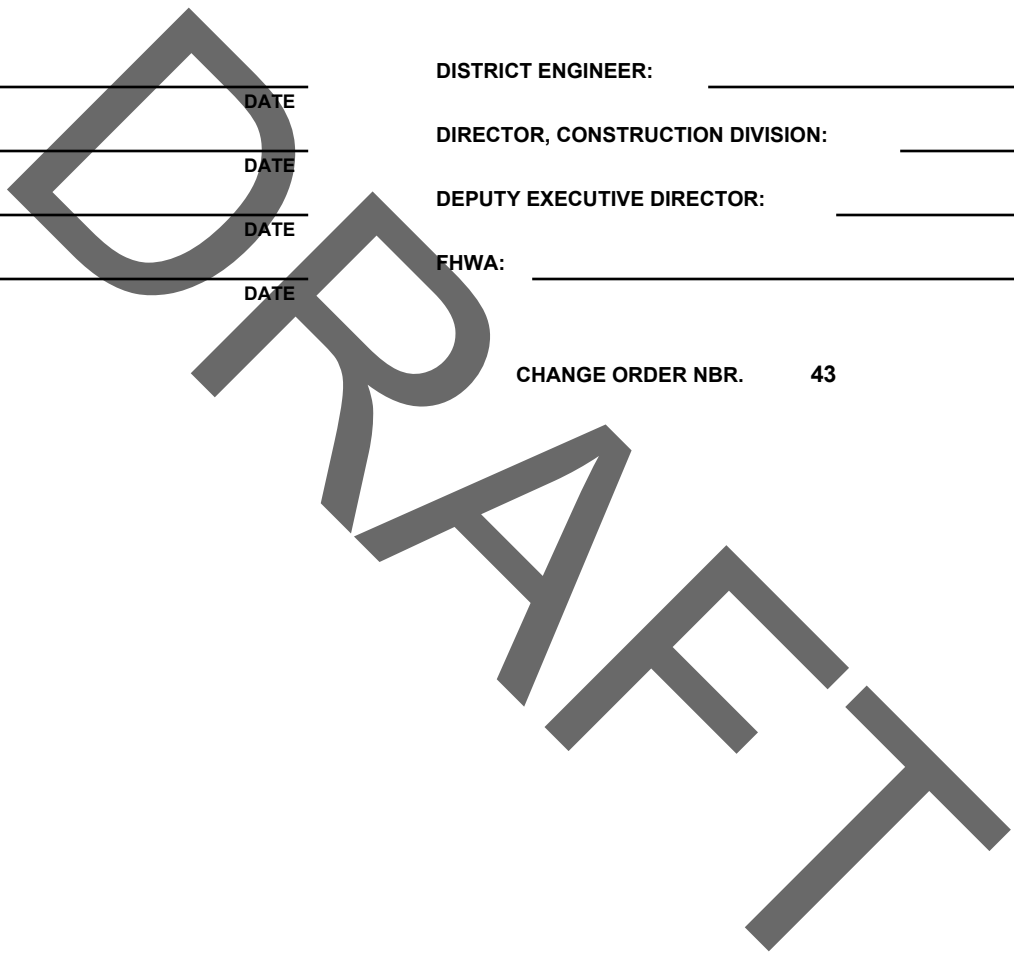 DISTRICT ENGINEER:
DATE
DIRECTOR, CONSTRUCTION DIVISION:
DATE
DEPUTY EXECUTIVE DIRECTOR:
DATE
FHWA:
DATE
CHANGE ORDER NBR. 43
DRAFT